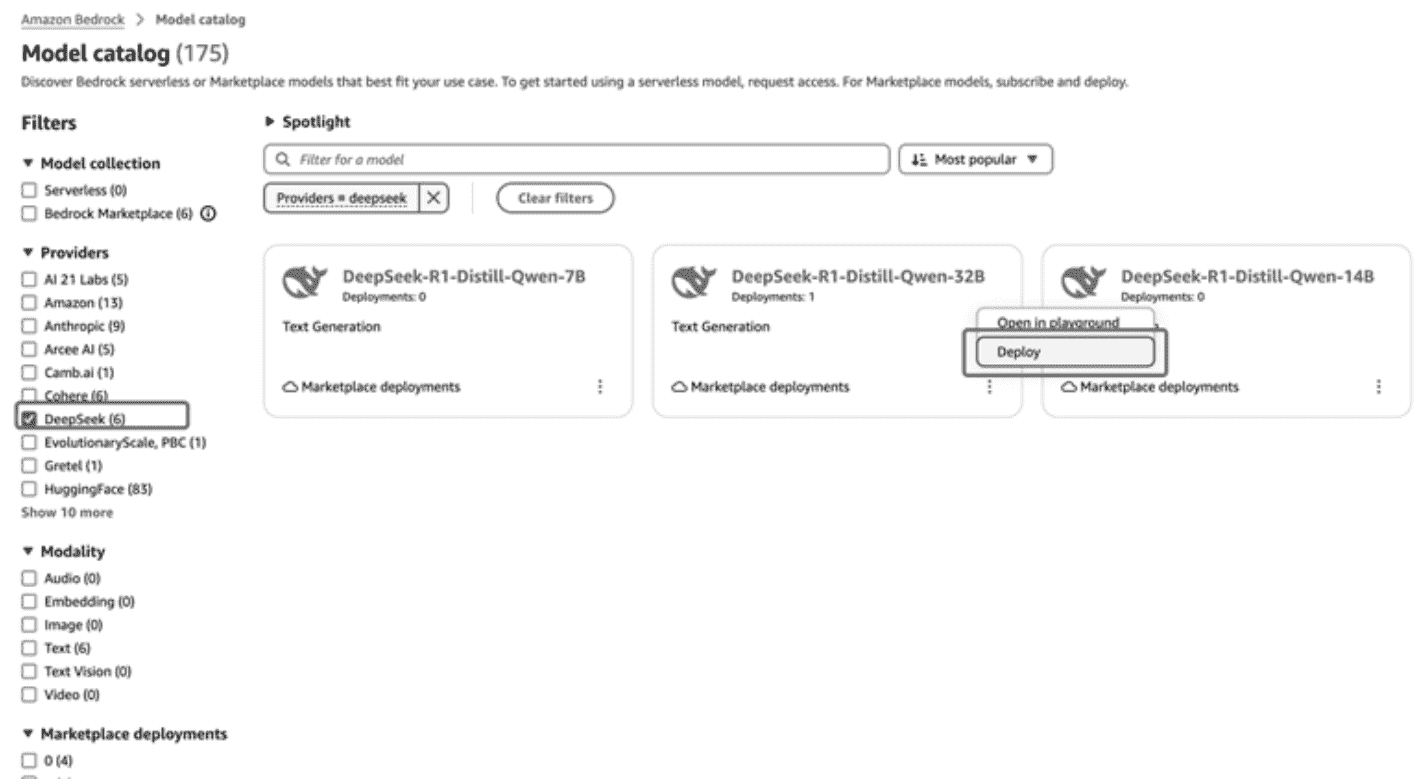 Amazon Bedrock > Model catalog
Model catalog (175)
Discover Bedrock serverless or Marketplace models that best fit your use case. To get started using a serverless model, request access. For Marketplace models, subscribe and deploy.
Filters
Model collection
Serverless (0)
Bedrock Marketplace (6)
Providers
AI 21 Labs (5)
Amazon (13)
Anthropic (9)
Arcee AI (5)
Camb.ai (1)
Cohere (6)
DeepSeek (6)
EvolutionaryScale, PBC (1)
Gretel (1)
HuggingFace (83)
Show 10 more
Modality
Audio (0)
Embedding (0)
Image (0)
Text (6)
Text Vision (0)
Video (0)
Marketplace deployments
0 (4)
Spotlight
Filter for a model
Most popular
Providers = deepseek
Clear filters
DeepSeek-R1-Distill-Qwen-7B
Deployments: 0
Text Generation
Marketplace deployments
DeepSeek-R1-Distill-Qwen-32B
Deployments: 1
Text Generation
Marketplace deployments
Open in playground
Deploy
DeepSeek-R1-Distill-Qwen-14B
Deployments: 0
Marketplace deployments